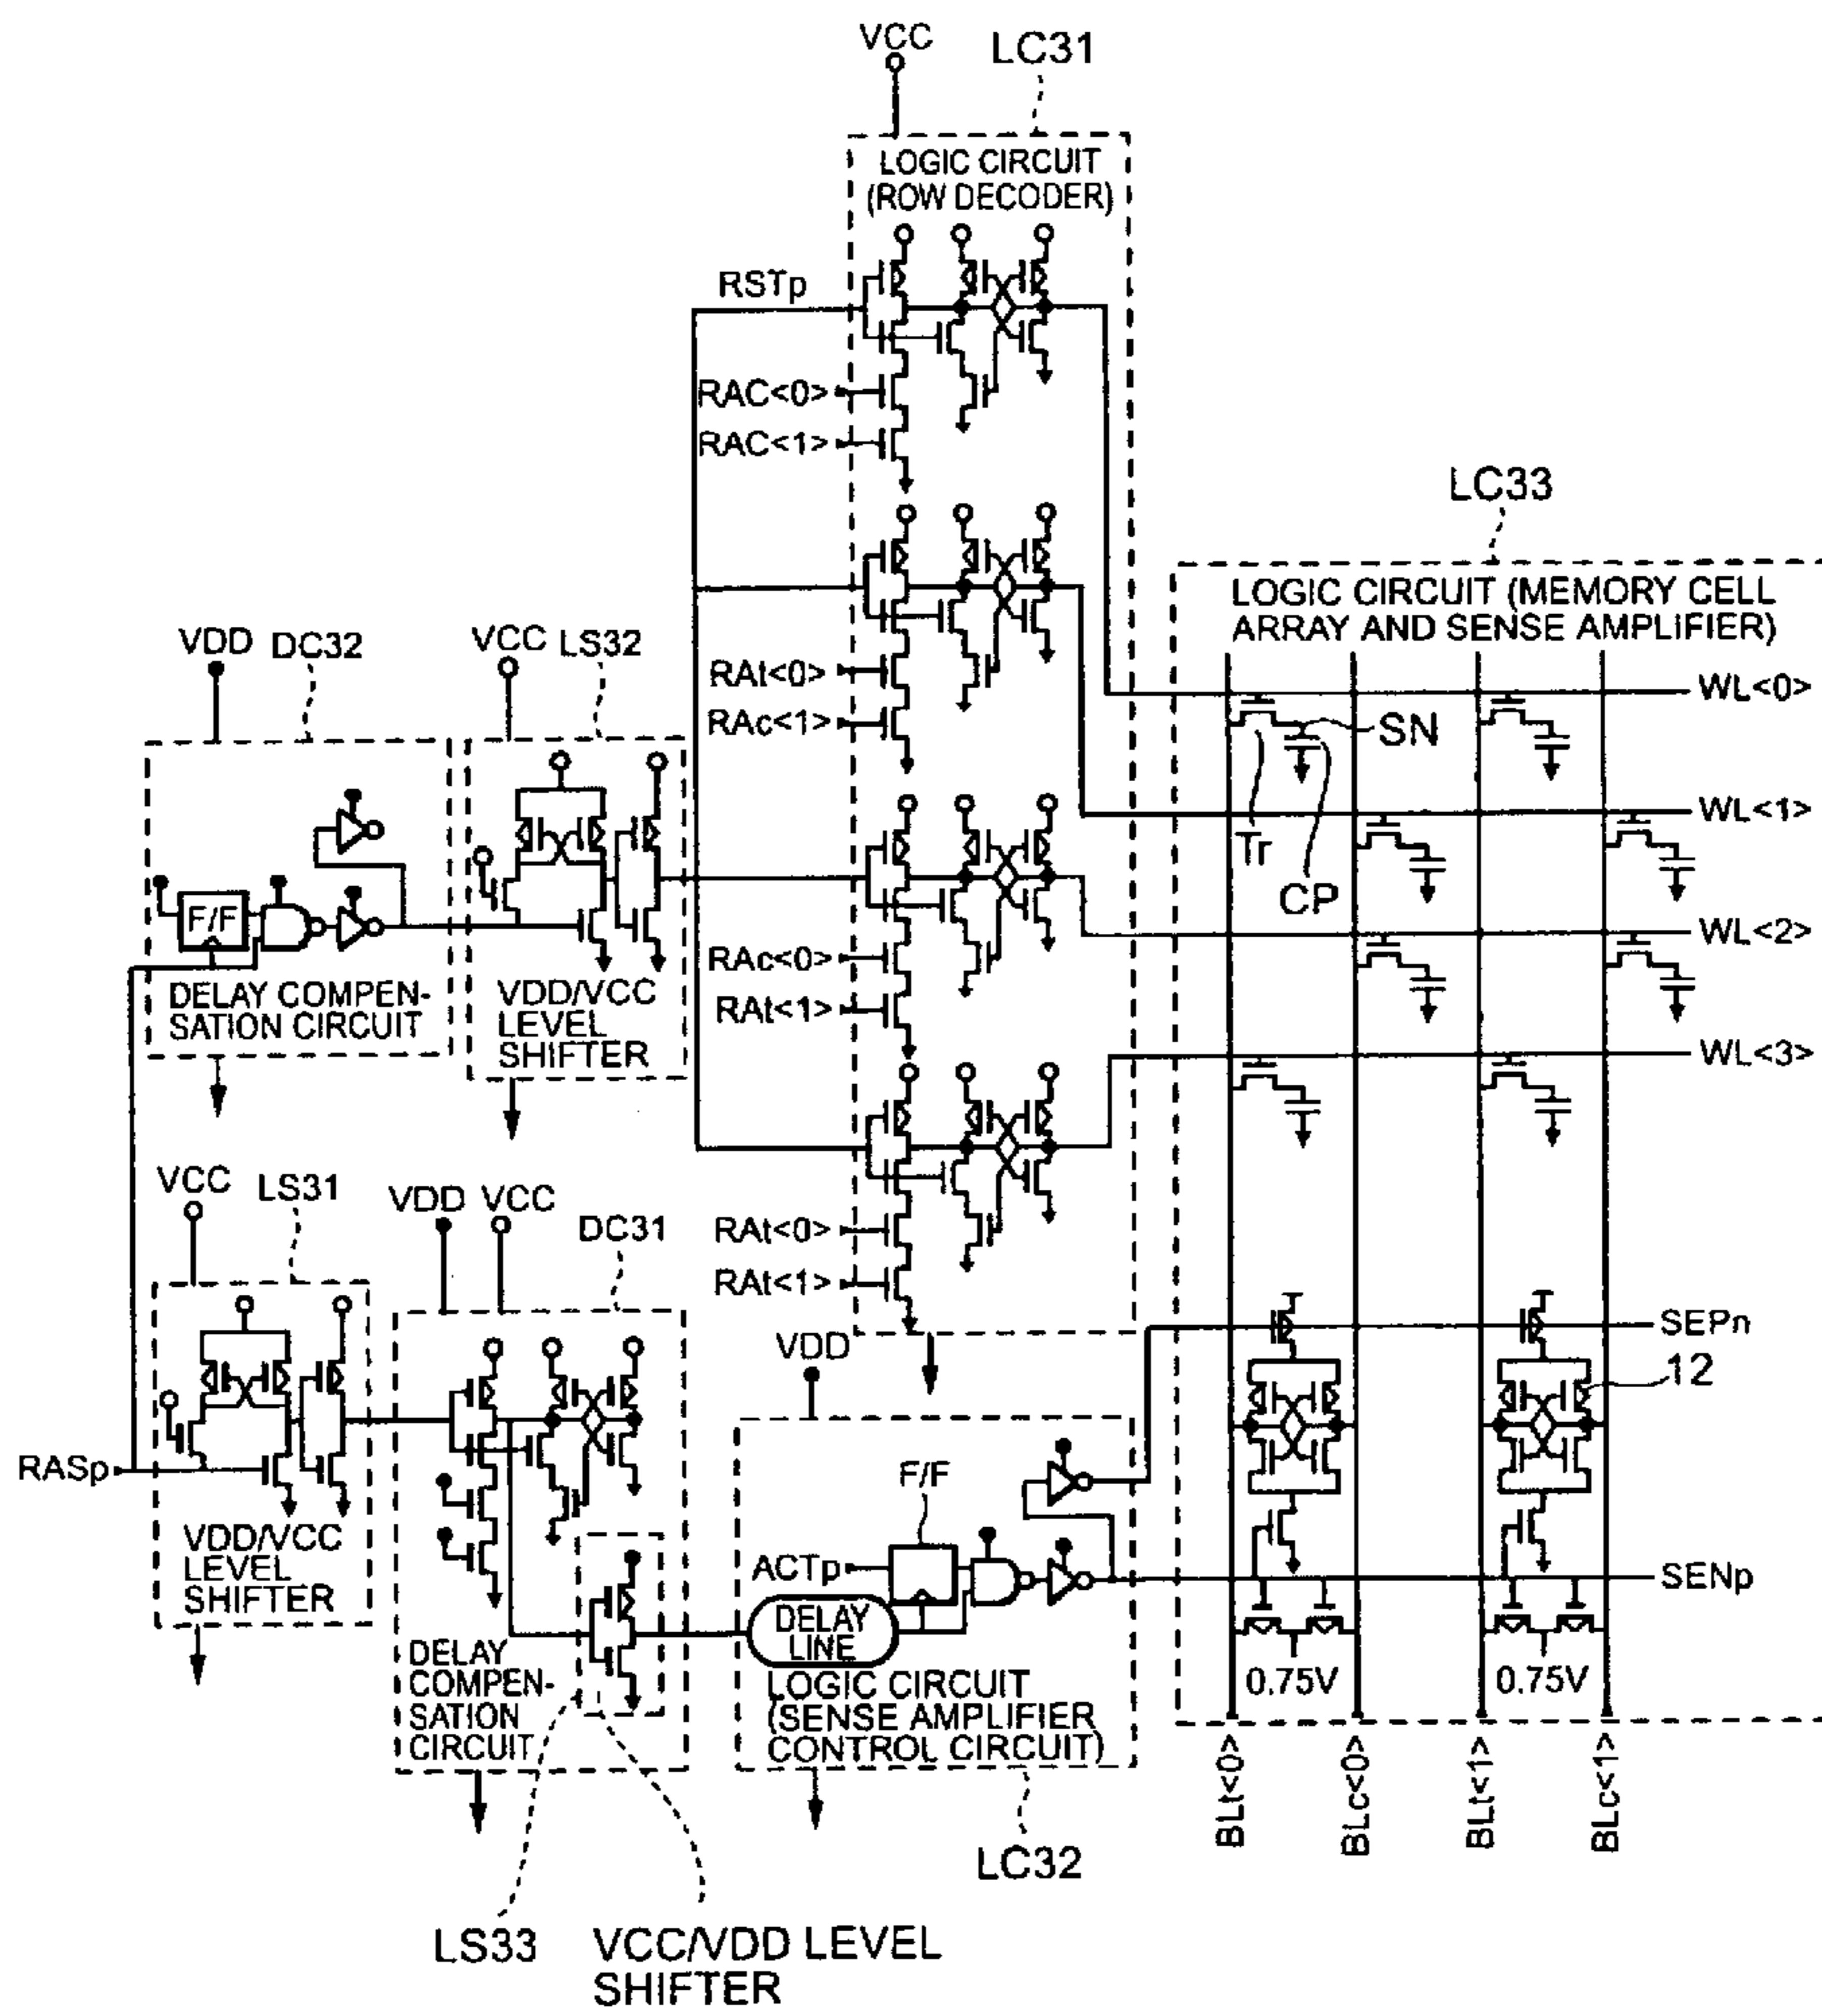 VCC
LC31
LOGIC CIRCUIT
(ROW DECODER)
RSTp
RAC<0>
RAC<1>
LC33
LOGIC CIRCUIT (MEMORY CELL
ARRAY AND SENSE AMPLIFIER)
VDD
DC32
VCC
LS32
RAt<0>
RAc<1>
WL<0>
SN
Tr
CP
WL<1>
F/F
RAc<0>
WL<2>
DELAY COMPEN-
SATION CIRCUIT
VDD/VCC
LEVEL
SHIFTER
RAt<1>
WL<3>
VCC
LS31
VDD
VCC
DC31
RAt<0>
RAt<1>
VDD
SEPn
12
RASp
F/F
VDD/VCC
LEVEL
SHIFTER
ACTp
SENp
DELAY
LINE
DELAY
COMPEN-
SATION
CIRCUIT
LOGIC CIRCUIT
(SENSE AMPLIFIER
CONTROL CIRCUIT)
0.75V
0.75V
BLt<0>
BLc<0>
BLt<1>
BLc<1>
LC32
LS33
VCC/VDD LEVEL
SHIFTER